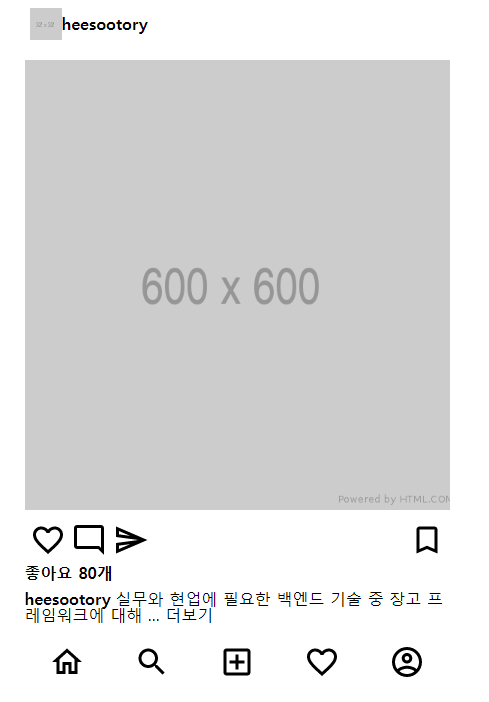 heesootory
600 x 600
Powered by HTML.COM
좋아요 80개
heesootory 실무와 현업에 필요한 백엔드 기술 중 장고 프
레임워크에 대해 ... 더보기